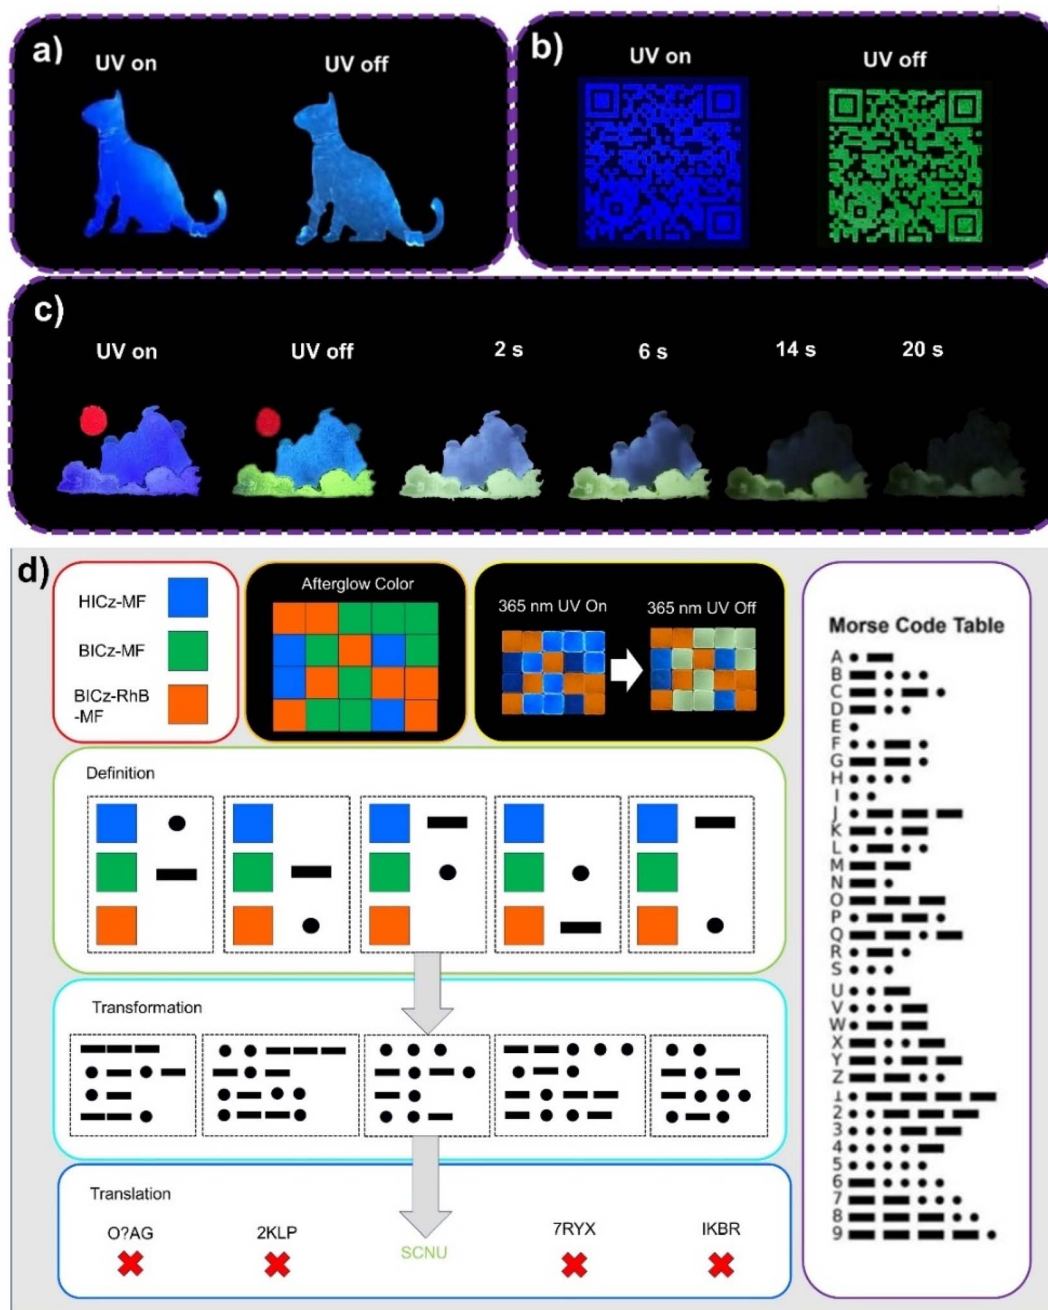 a)
UV on
UV off
b)
UV on
UV off
c)
UV on
UV off
2 s
6 s
14 s
20 s
d)
HICz-MF
BICz-MF
BICz-RhB
-MF
Afterglow Color
365 nm UV On
365 nm UV Off
Definition
Transformation
Translation
O?AG
2KLP
SCNU
7RYX
IKBR
Morse Code Table
A
B
C
D
E
F
G
H
I
J
K
L
M
N
O
P
Q
R
S
U
V
W
X
Y
Z
1
2
3
4
5
6
7
8
9